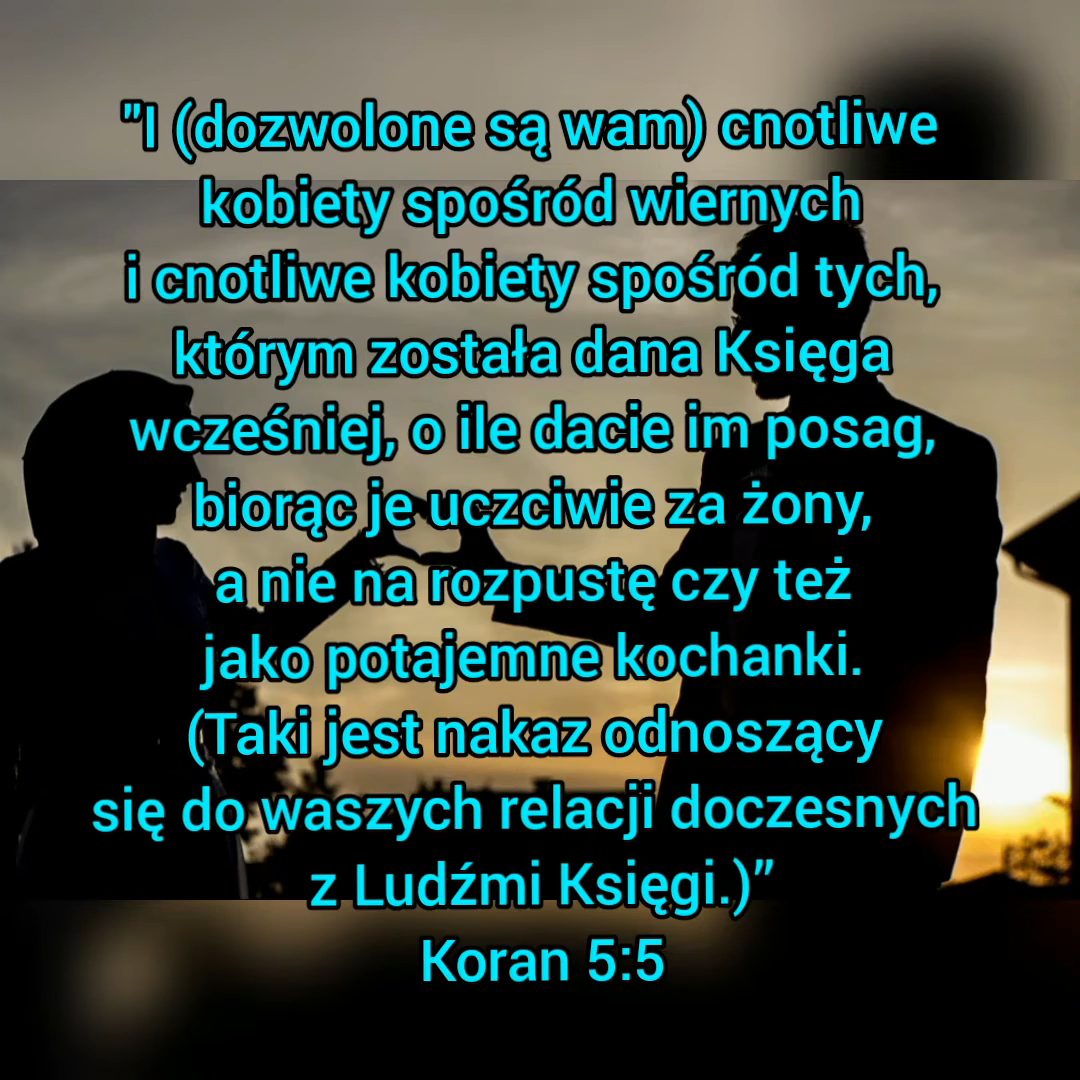 "I (dozwolone są wam) cnotliwe
kobiety spośród wiernych
i cnotliwe kobiety spośród tych,
którym została dana Księga
wcześniej, o ile dacie im posag,
biorąc je uczciwie za żony,
a nie na rozpustę czy też
jako potajemne kochanki.
(Taki jest nakaz odnoszący
się do waszych relacji doczesnych
z Ludźmi Księgi.)”
Koran 5:5